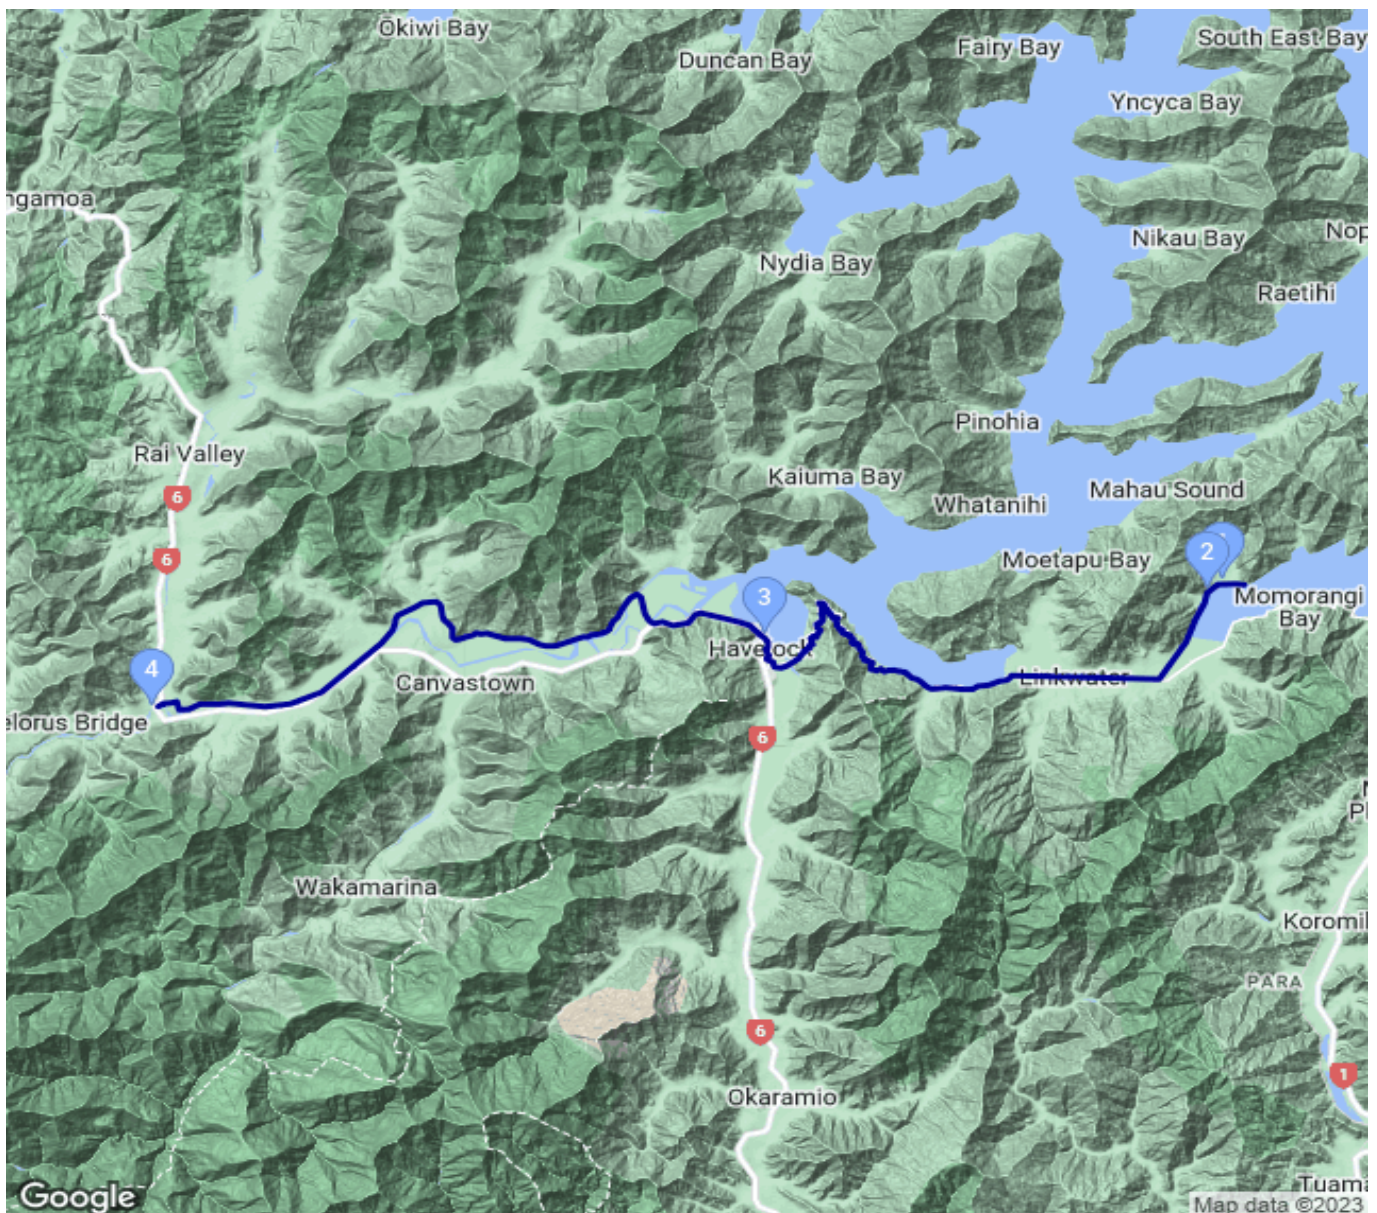 Ōkiwi Bay
Duncan Bay
Fairy Bay
South East Bay
Yncyca Bay
ngamoa
Nikau Bay
Nop
Nydia Bay
Raetihi
Pinohia
Rai Valley
Kaiuma Bay
Mahau Sound
6
Whatanihi
6
Moetapu Bay
2
3
Momorangi
Bay
Havelock
4
Linkwater
Canvastown
elorus Bridge
6
Wakamarina
Koromil
PARA
6
1
Okaramio
Tuama
Google
Map data ©2023